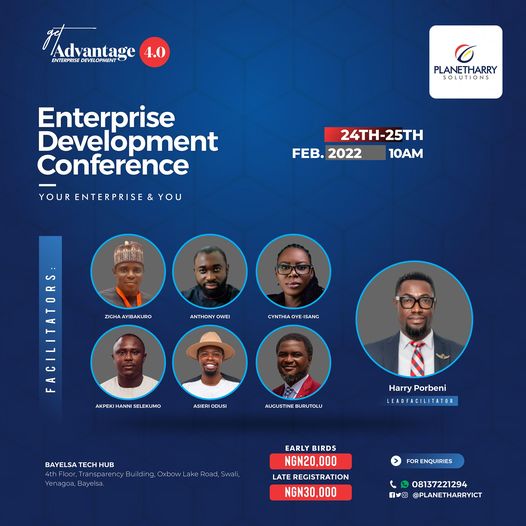 get
Advantage 4.0
ENTERPRISE DEVELOPMENT
PLANETHARRY
SOLUTIONS
Enterprise
Development
Conference
YOUR ENTERPRISE & YOU
24TH-25TH
FEB. 2022 10AM
FACILITATORS:
ZIGHA AYIBAKURO
ANTHONY OWEI
CYNTHIA OYE-ISANG
AKPEKI HANNI SELEKUMO
ASIERI ODUSI
AUGUSTINE BURUTOLU
Harry Porbeni
LEADFACILITATOR
BAYELSA TECH HUB
4th Floor, Transparency Building, Oxbow Lake Road, Swali,
Yenagoa, Bayelsa.
EARLY BIRDS
NGN20,000
LATE REGISTRATION
NGN30,000
FOR ENQUIRIES
08137221294
@PLANETHARRYICT